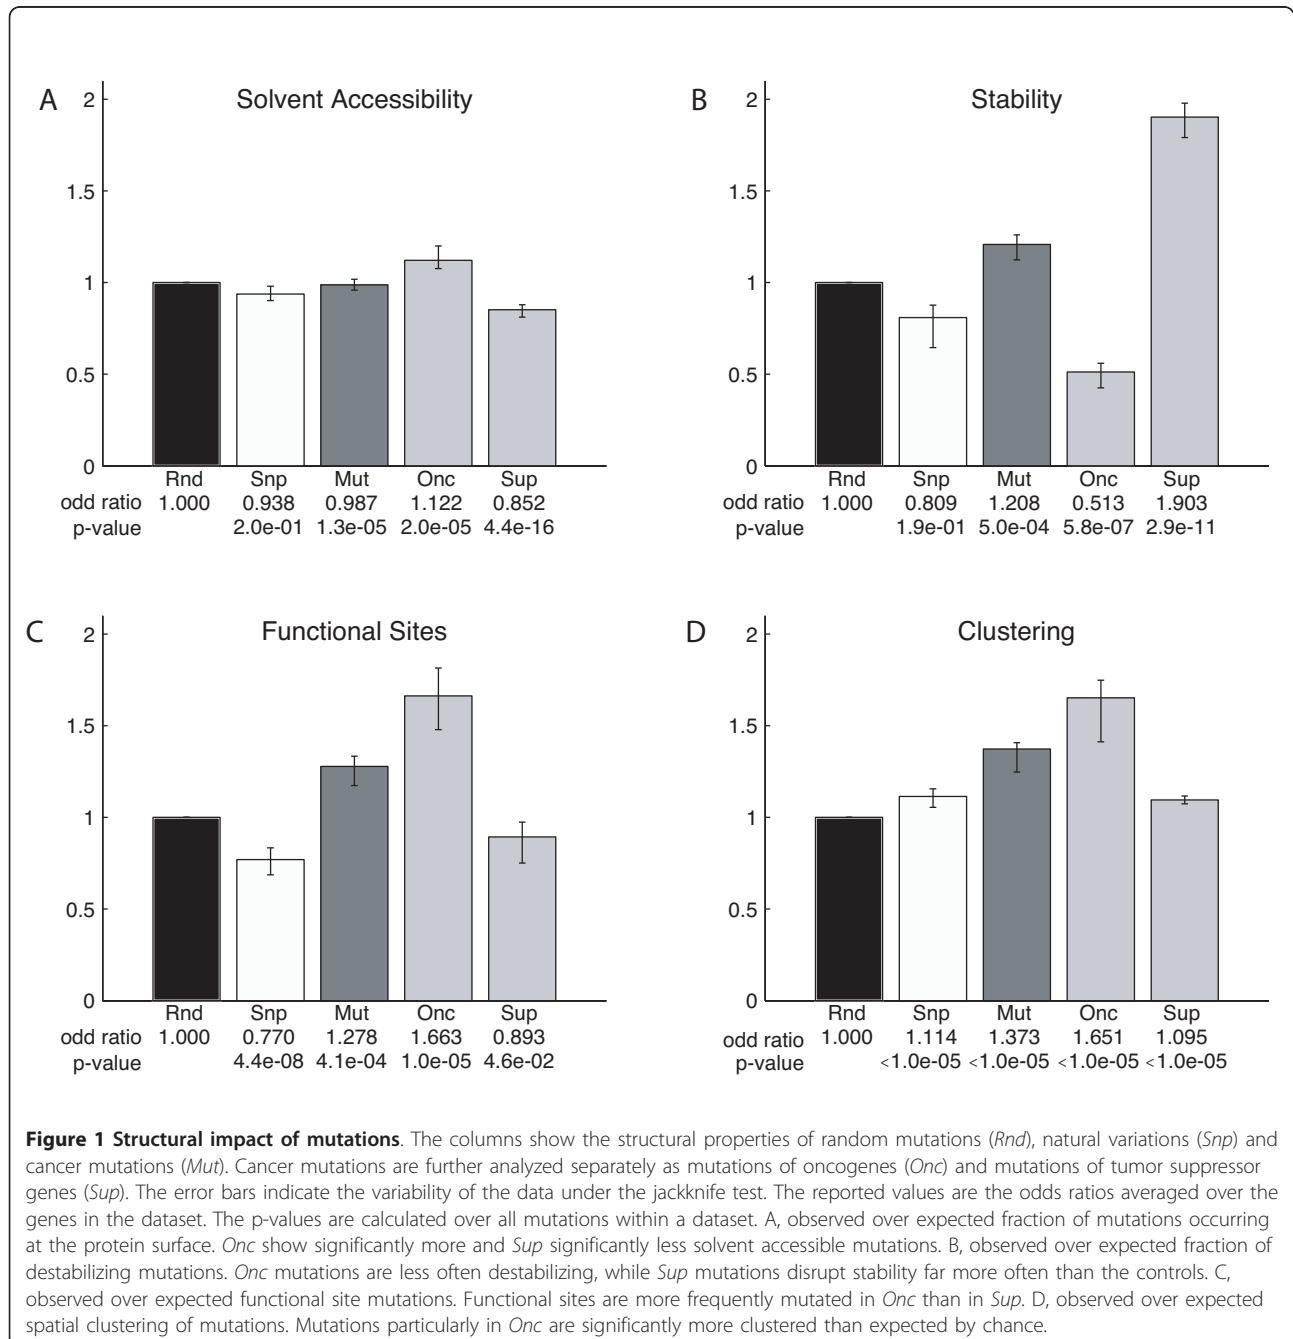 A
Solvent Accessibility
2
1.5
1
0.5
0
Rnd Snp Mut Onc Sup
odd ratio 1.000 0.938 0.987 1.122 0.852
p-value 2.0e-01 1.3e-05 2.0e-05 4.4e-16
B
Stability
2
1.5
1
0.5
0
Rnd Snp Mut Onc Sup
odd ratio 1.000 0.809 1.208 0.513 1.903
p-value 1.9e-01 5.0e-04 5.8e-07 2.9e-11
C
Functional Sites
2
1.5
1
0.5
0
Rnd Snp Mut Onc Sup
odd ratio 1.000 0.770 1.278 1.663 0.893
p-value 4.4e-08 4.1e-04 1.0e-05 4.6e-02
D
Clustering
2
1.5
1
0.5
0
Rnd Snp Mut Onc Sup
odd ratio 1.000 1.114 1.373 1.651 1.095
p-value <1.0e-05 <1.0e-05 <1.0e-05 <1.0e-05
Figure 1 Structural impact of mutations. The columns show the structural properties of random mutations (Rnd), natural variations (Snp) and
cancer mutations (Mut). Cancer mutations are further analyzed separately as mutations of oncogenes (Onc) and mutations of tumor suppressor
genes (Sup). The error bars indicate the variability of the data under the jackknife test. The reported values are the odds ratios averaged over the
genes in the dataset. The p-values are calculated over all mutations within a dataset. A, observed over expected fraction of mutations occurring
at the protein surface. Onc show significantly more and Sup significantly less solvent accessible mutations. B, observed over expected fraction of
destabilizing mutations. Onc mutations are less often destabilizing, while Sup mutations disrupt stability far more often than the controls. C,
observed over expected functional site mutations. Functional sites are more frequently mutated in Onc than in Sup. D, observed over expected
spatial clustering of mutations. Mutations particularly in Onc are significantly more clustered than expected by chance.